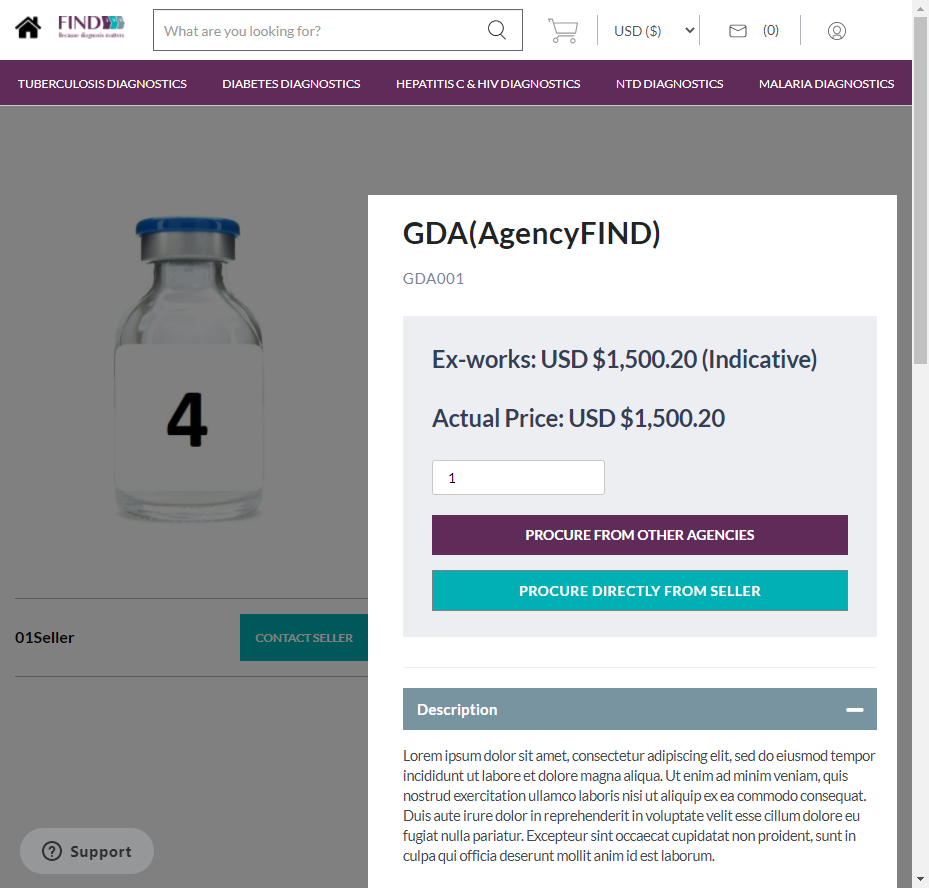 FIND
Because diagnosis matters
What are you looking for?
USD ($)
(0)
TUBERCULOSIS DIAGNOSTICS
DIABETES DIAGNOSTICS
HEPATITIS C & HIV DIAGNOSTICS
NTD DIAGNOSTICS
MALARIA DIAGNOSTICS
4
01Seller
CONTACT SELLER
GDA(AgencyFIND)
GDA001
Ex-works: USD $1,500.20 (Indicative)
Actual Price: USD $1,500.20
1
PROCURE FROM OTHER AGENCIES
PROCURE DIRECTLY FROM SELLER
Description
Lorem ipsum dolor sit amet, consectetur adipiscing elit, sed do eiusmod tempor
incididunt ut labore et dolore magna aliqua. Ut enim ad minim veniam, quis
nostrud exercitation ullamco laboris nisi ut aliquip ex ea commodo consequat.
Duis aute irure dolor in reprehenderit in voluptate velit esse cillum dolore eu
fugiat nulla pariatur. Excepteur sint occaecat cupidatat non proident, sunt in
culpa qui officia deserunt mollit anim id est laborum.
Support